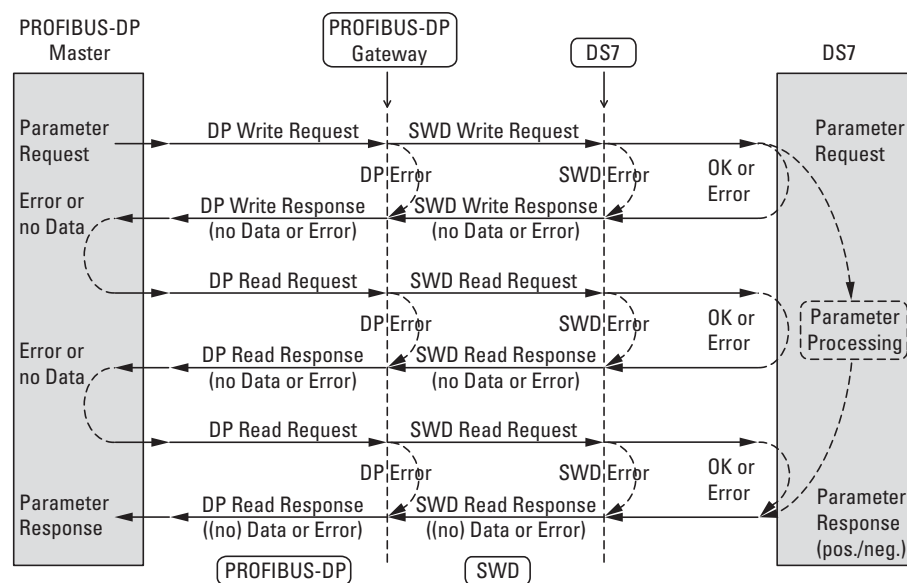 PROFIBUS-DP
Master
PROFIBUS-DP
Gateway
DS7
DS7
Parameter
Request
DP Write Request
SWD Write Request
Parameter
Request
DP Error
SWD Error
OK or
Error
Error or
no Data
DP Write Response
(no Data or Error)
SWD Write Response
(no Data or Error)
DP Read Request
SWD Read Request
DP Error
SWD Error
OK or
Error
Parameter
Processing
Error or
no Data
DP Read Response
(no Data or Error)
SWD Read Response
(no Data or Error)
DP Read Request
SWD Read Request
DP Error
SWD Error
OK or
Error
Parameter
Response
DP Read Response
((no) Data or Error)
SWD Read Response
((no) Data or Error)
Parameter
Response
(pos./neg.)
PROFIBUS-DP
SWD